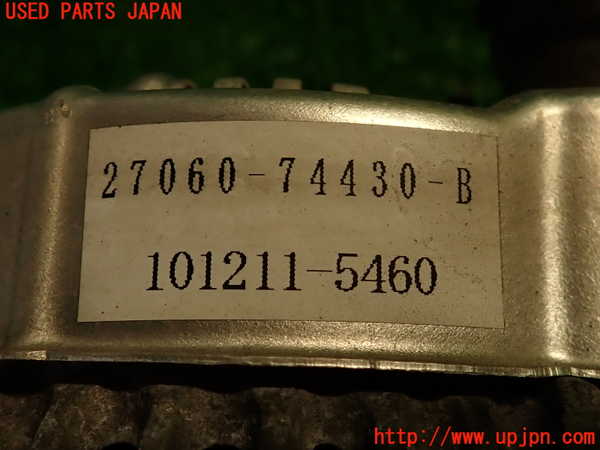 USED PARTS JAPAN
27060-74430-B
101211-5460
http://www.upjpn.com/